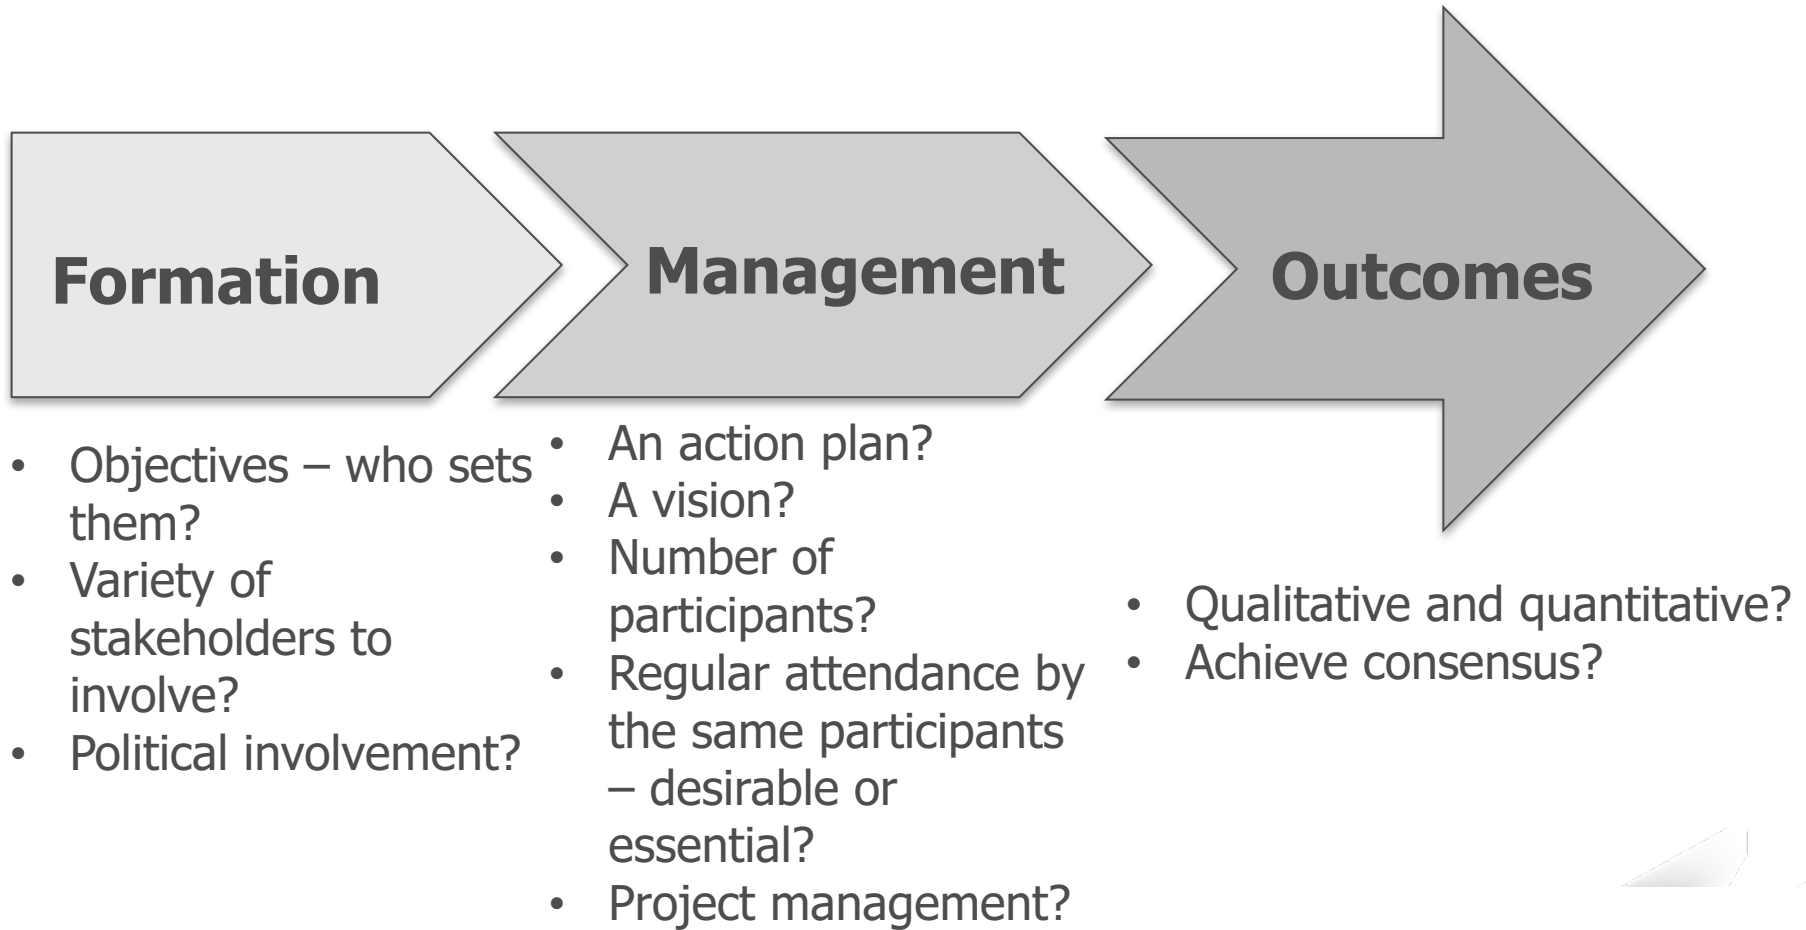 Formation
Management
Outcomes
• Objectives – who sets
them?
• Variety of
stakeholders to
involve?
• Political involvement?
• An action plan?
• A vision?
• Number of
participants?
• Regular attendance by
the same participants
– desirable or
essential?
• Project management?
• Qualitative and quantitative?
• Achieve consensus?